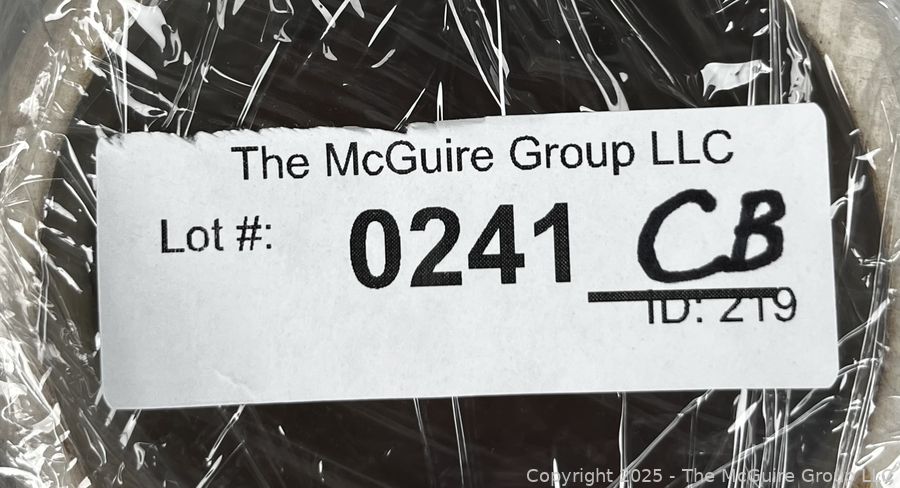 The McGuire Group LLC
Lot #: 0241 CB
ID: 219
Copyright 2025 - The McGuire Group LLC